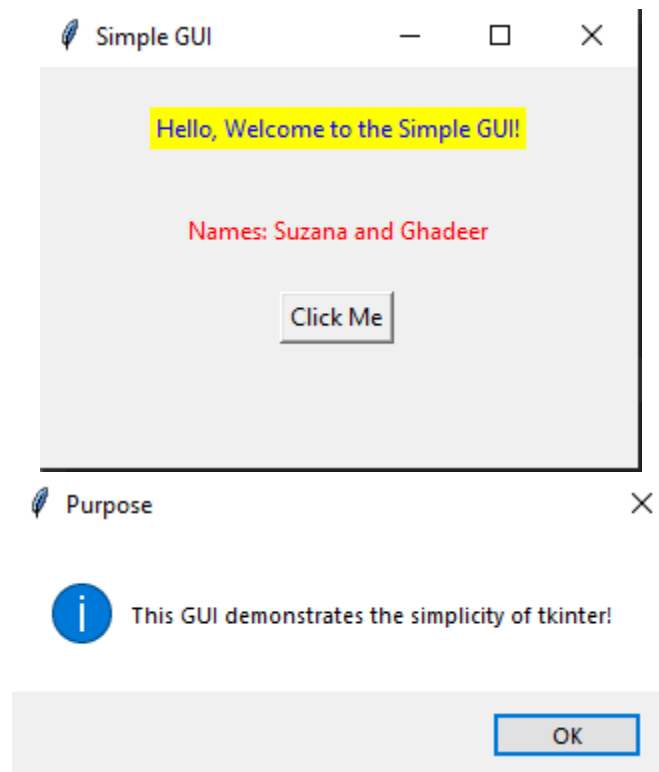 Simple GUI
Hello, Welcome to the Simple GUI!
Names: Suzana and Ghadeer
Click Me
Purpose
This GUI demonstrates the simplicity of tkinter!
OK